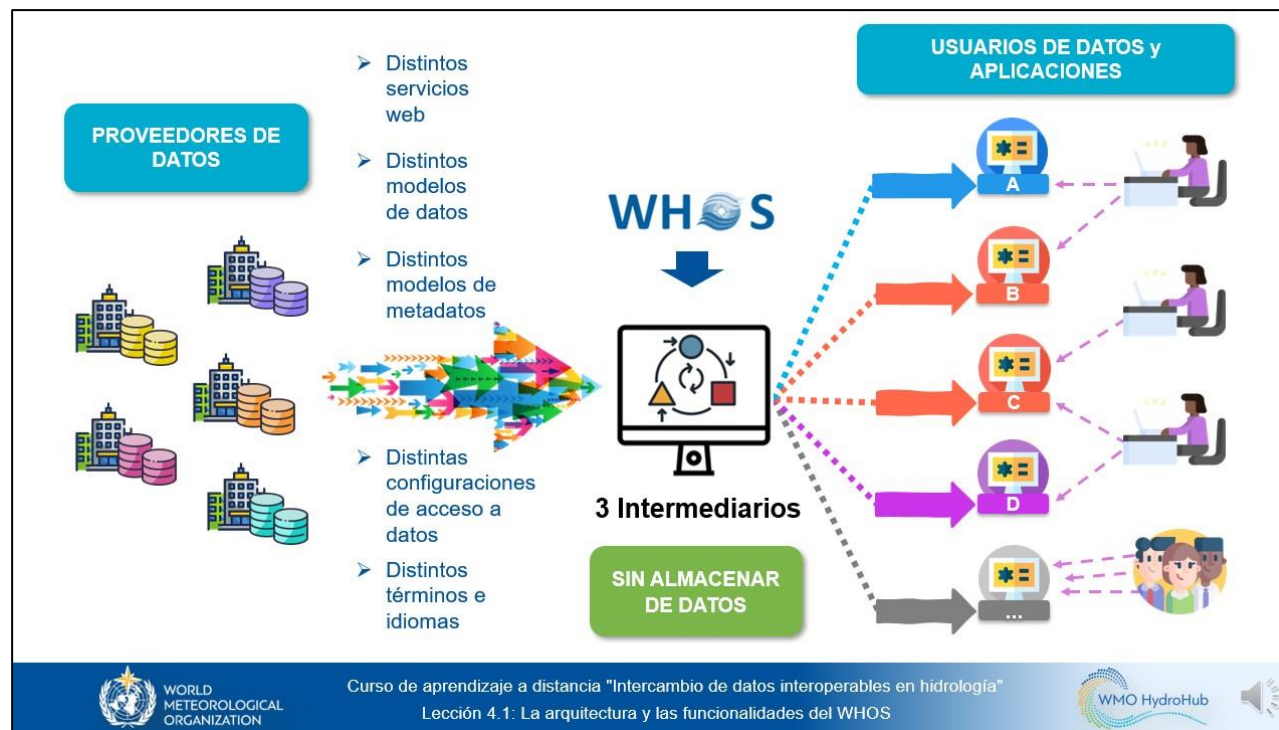 PROVEEDORES DE
DATOS
➢ Distintos
servicios
web
➢ Distintos
modelos
de datos
➢ Distintos
modelos de
metadatos
➢ Distintas
configuraciones
de acceso a
datos
➢ Distintos
términos e
idiomas
WHOS
3 Intermediarios
SIN ALMACENAR
DE DATOS
USUARIOS DE DATOS y
APLICACIONES
A
B
C
D
...
WORLD
METEOROLOGICAL
ORGANIZATION
Curso de aprendizaje a distancia "Intercambio de datos interoperables en hidrología"
Lección 4.1: La arquitectura y las funcionalidades del WHOS
WMO HydroHub